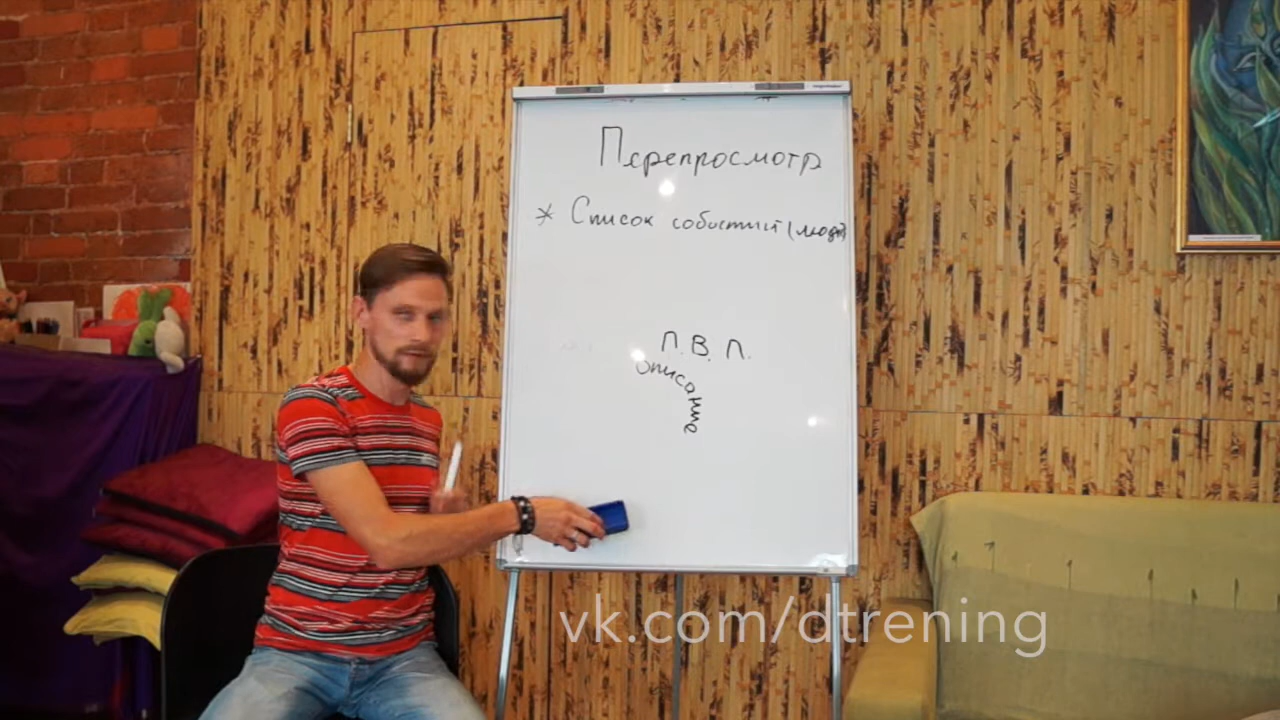 Перепросмотр
* Список событий (людей)
П.В.П.
описание
vk.com/dtrening